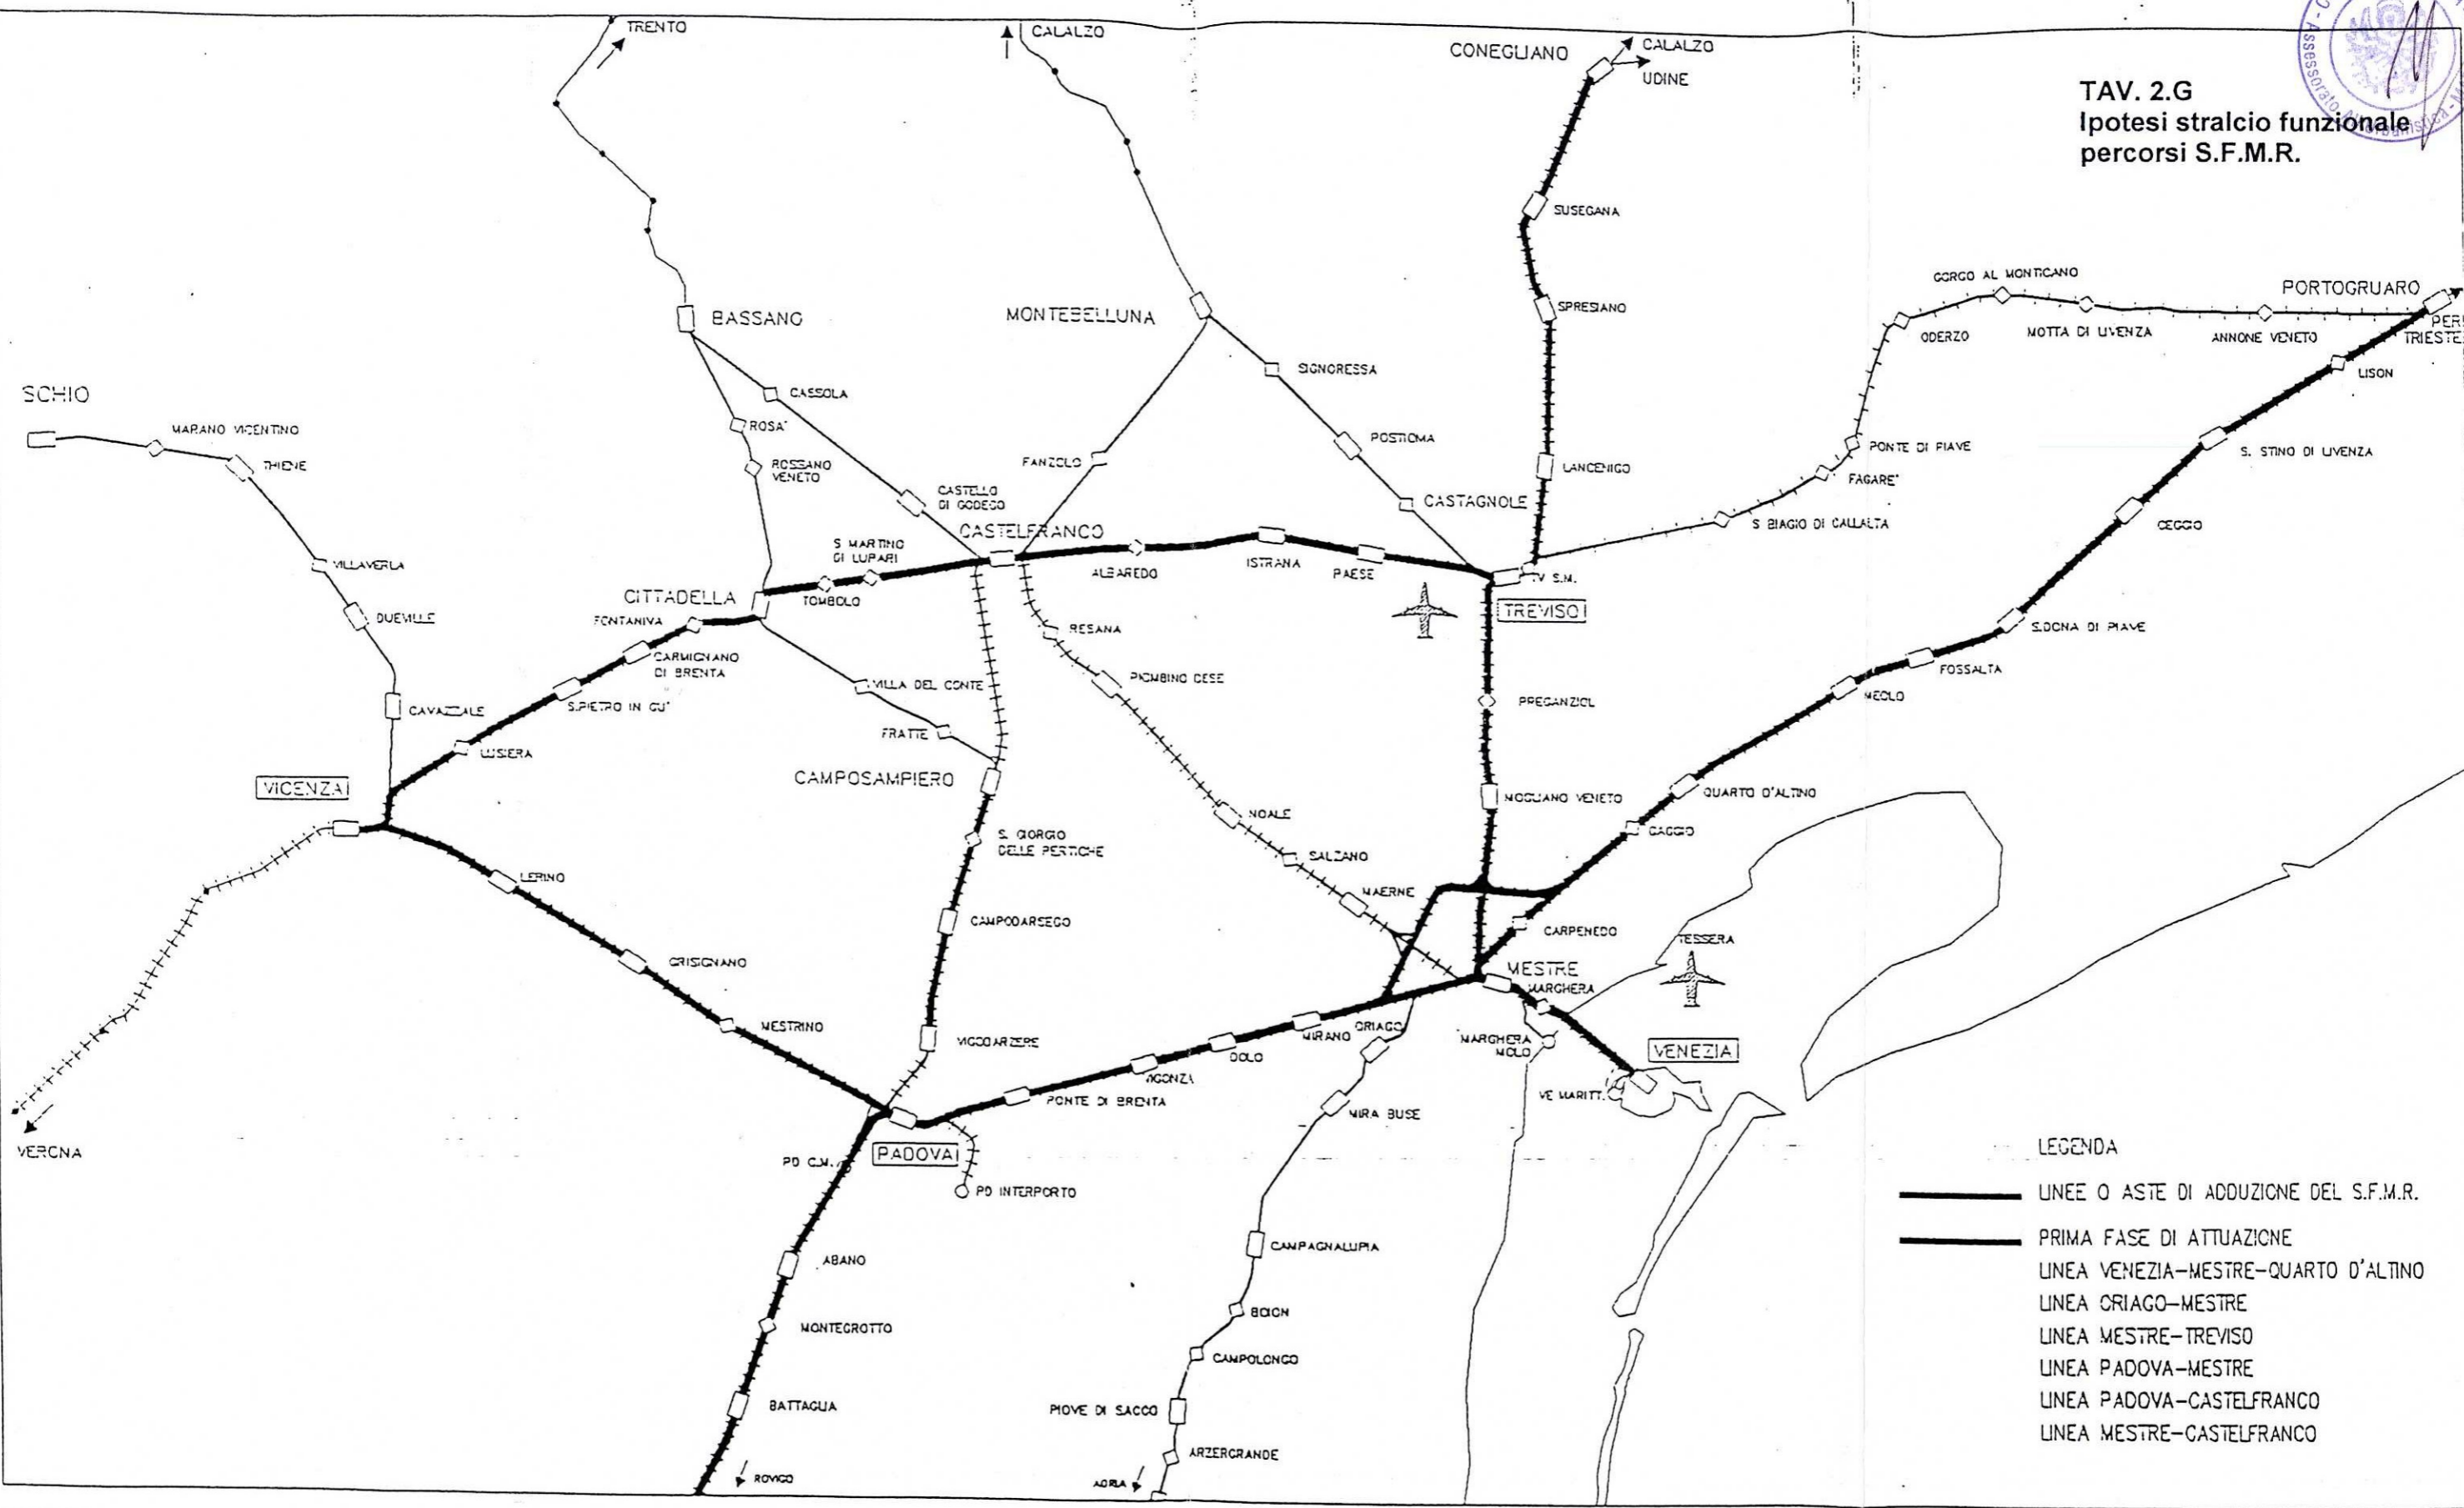 TRENTO
CALALZO
CONEGLIANO
CALALZO
UDINE
TAV. 2.G
Ipotesi stralcio funzionale
percorsi S.F.M.R.
Assessorato
SUSEGANA
GORGO AL MONTICANO
PORTOGRUARO
BASSANO
MONTEBELLUNA
SPRESIANO
ODERZO
MOTTA DI LIVENZA
ANNONE VENETO
PER
TRIESTE
SCHIO
CASSOLA
SIGNORESSA
LISON
MARANO VICENTINO
ROSA'
POSTIOMA
THIENE
ROSSANO
VENETO
FANZOLO
LANCENIGO
PONTE DI PIAVE
S. STINO DI LIVENZA
FAGARE'
CASTELLO
DI GODEGO
CASTAGNOLE
S BIAGIO DI CALLALTA
CEGGIO
CASTELFRANCO
S MARTINO
DI LUPARI
VILLAVERLA
ALBAREDO
ISTRANA
PAESE
TV S.M.
CITTADELLA
TOMBOLO
TREVISO
DUEVILLE
FONTANIVA
RESANA
S.DONA DI PIAVE
CARMIGNANO
DI BRENTA
FOSSALTA
VILLA DEL CONTE
PIOMBINO DESE
MEOLO
CAVAZZALE
S.PIETRO IN GU'
PREGANZIOL
FRATTE
LISIERA
VICENZA
CAMPOSAMPIERO
MOGLIANO VENETO
QUARTO D'ALTINO
NOALE
GAGGIO
S. GIORGIO
DELLE PERTICHE
SALZANO
LERINO
MAERNE
CAMPODARSEGO
CARPENEDO
TESSERA
GRISIGNANO
MESTRE
MARGHERA
MESTRINO
VIGODARZERE
MIRANO
ORIAGO
MARGHERA
MOLO
DOLO
VENEZIA
VIGONZA
PONTE DI BRENTA
VE MARITT.
MIRA BUSE
VERONA
PADOVA
PD C.M.
PD INTERPORTO
LEGENDA
LINEE O ASTE DI ADDUZIONE DEL S.F.M.R.
PRIMA FASE DI ATTUAZIONE
LINEA VENEZIA-MESTRE-QUARTO D'ALTINO
LINEA ORIAGO-MESTRE
LINEA MESTRE-TREVISO
LINEA PADOVA-MESTRE
LINEA PADOVA-CASTELFRANCO
LINEA MESTRE-CASTELFRANCO
ABANO
CAMPAGNALUPIA
BOION
MONTEGROTTO
CAMPOLONGO
BATTAGLIA
PIOVE DI SACCO
ARZERGRANDE
ROVIGO
ADRIA